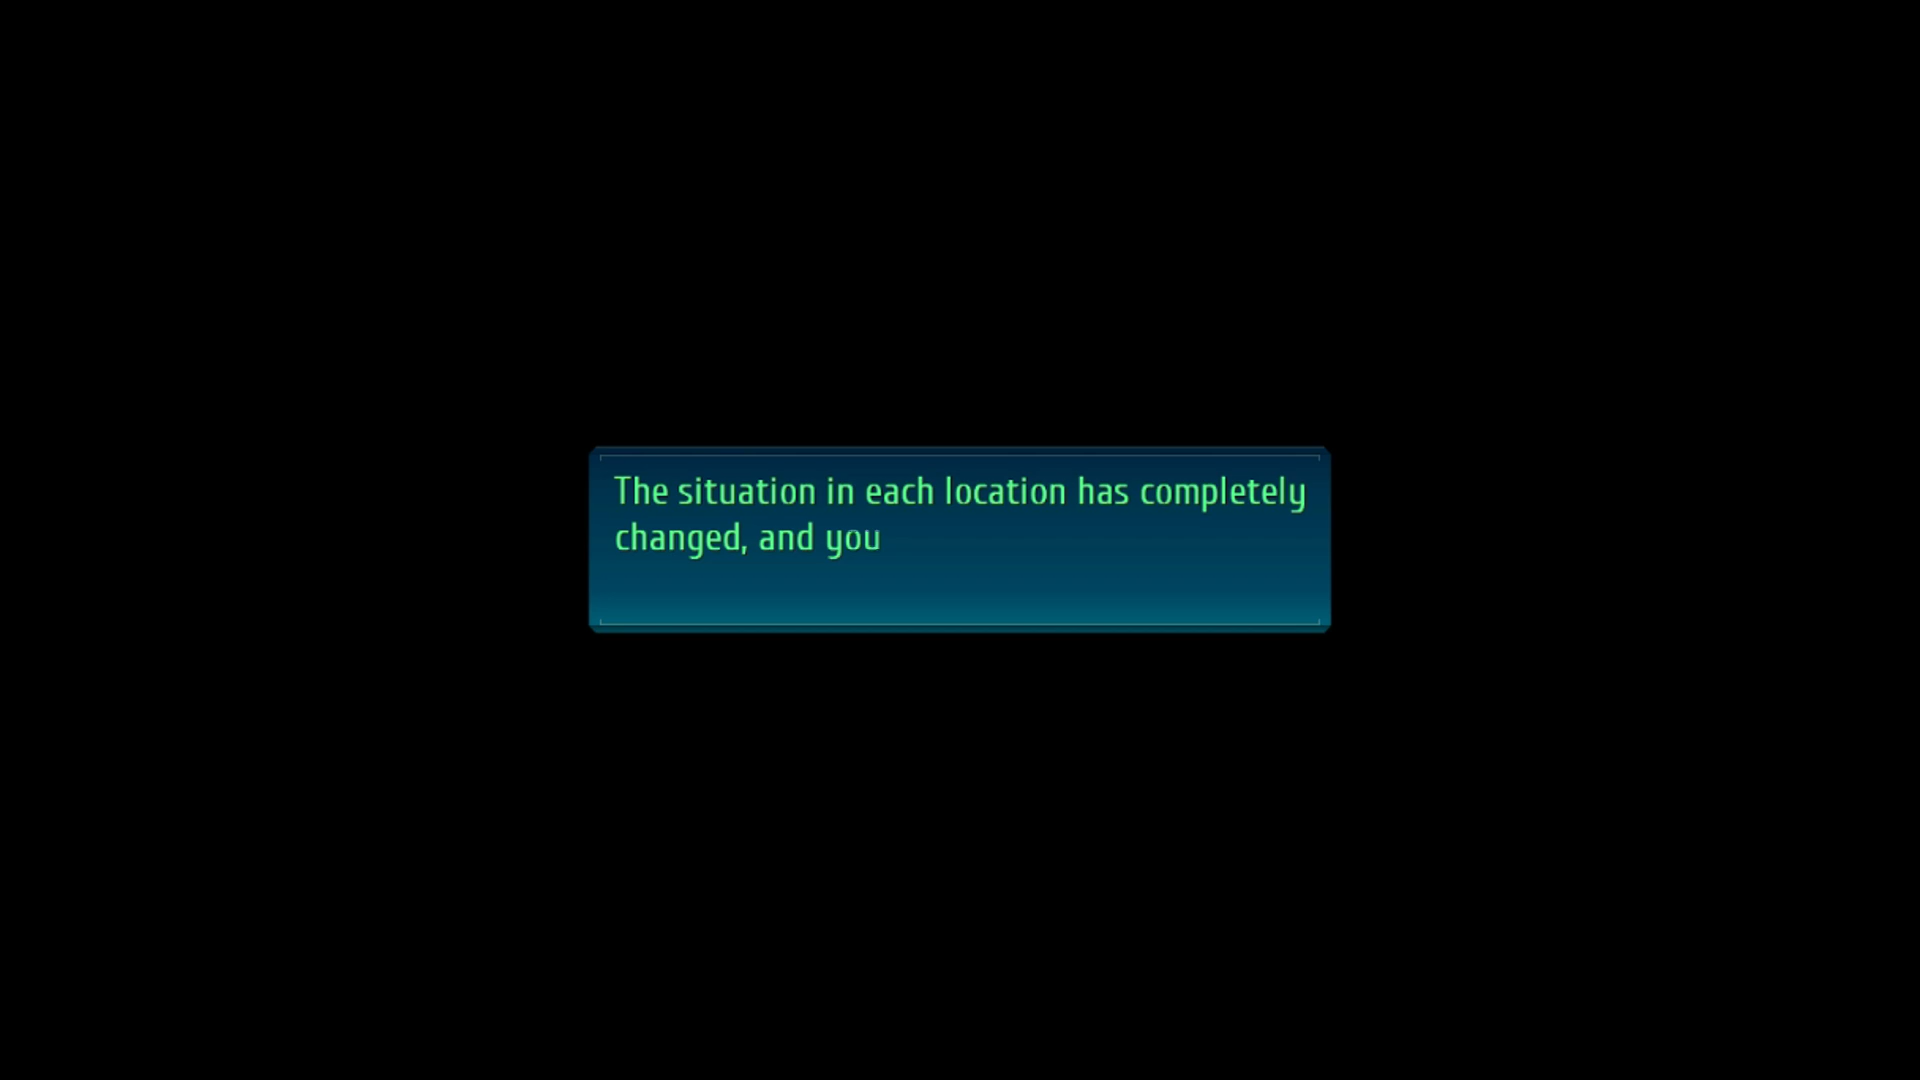 The situation in each location has completely
changed, and you